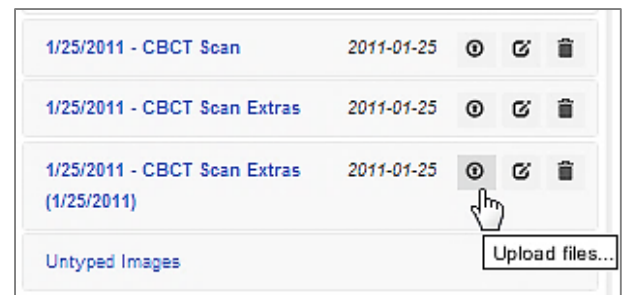 1/25/2011 - CBCT Scan 2011-01-25
1/25/2011 - CBCT Scan Extras 2011-01-25
1/25/2011 - CBCT Scan Extras 2011-01-25
(1/25/2011)
Upload files...
Untyped Images